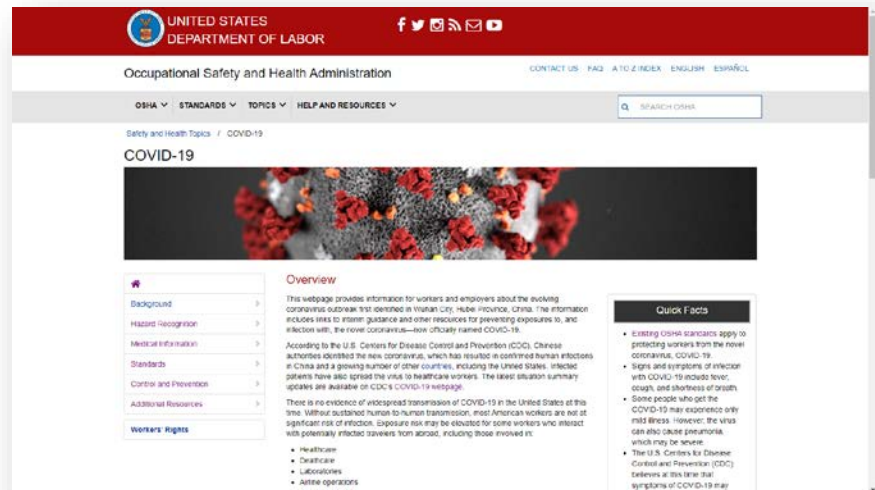 UNITED STATES
DEPARTMENT OF LABOR
Occupational Safety and Health Administration
CONTACT US FAQ A TO Z INDEX ENGLISH ESPAÑOL
OSHA STANDARDS TOPICS HELP AND RESOURCES
SEARCH OSHA
Safety and Health Topics / COVID-19
COVID-19
Background
Hazard Recognition
Medical Information
Standards
Control and Prevention
Additional Resources
Workers' Rights
Overview
This webpage provides information for workers and employers about the evolving
coronavirus outbreak first identified in Wuhan City, Hubei Province, China. The information
includes links to interim guidance and other resources for preventing exposures to, and
infection with, the novel coronavirus—now officially named COVID-19.
According to the U.S. Centers for Disease Control and Prevention (CDC), Chinese
authorities identified the new coronavirus, which has resulted in confirmed human infections
in China and a growing number of other countries, including the United States. Infected
patients have also spread the virus to healthcare workers. The latest situation summary
updates are available on CDC's COVID-19 webpage.
There is no evidence of widespread transmission of COVID-19 in the United States at this
time. Without sustained human-to-human transmission, most American workers are not at
significant risk of infection. Exposure risk may be elevated for some workers who interact
with potentially infected travelers from abroad, including those involved in:
• Healthcare
• Deathcare
• Laboratories
• Airline operations
Quick Facts
• Existing OSHA standards apply to
protecting workers from the novel
coronavirus, COVID-19.
• Signs and symptoms of infection
with COVID-19 include fever,
cough, and shortness of breath.
• Some people who get the
COVID-19 may experience only
mild illness. However, the virus
can also cause pneumonia,
which may be severe.
• The U.S. Centers for Disease
Control and Prevention (CDC)
believes at this time that
symptoms of COVID-19 may